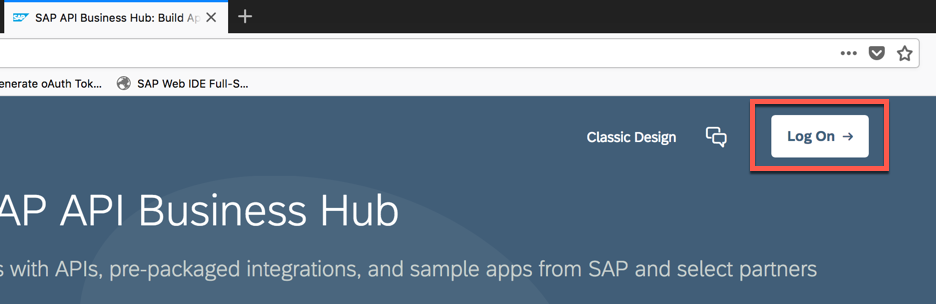 SAP SAP API Business Hub: Build Ap
enerate oAuth Tok... SAP Web IDE Full-S...
Classic Design Log On →
AP API Business Hub
s with APIs, pre-packaged integrations, and sample apps from SAP and select partners